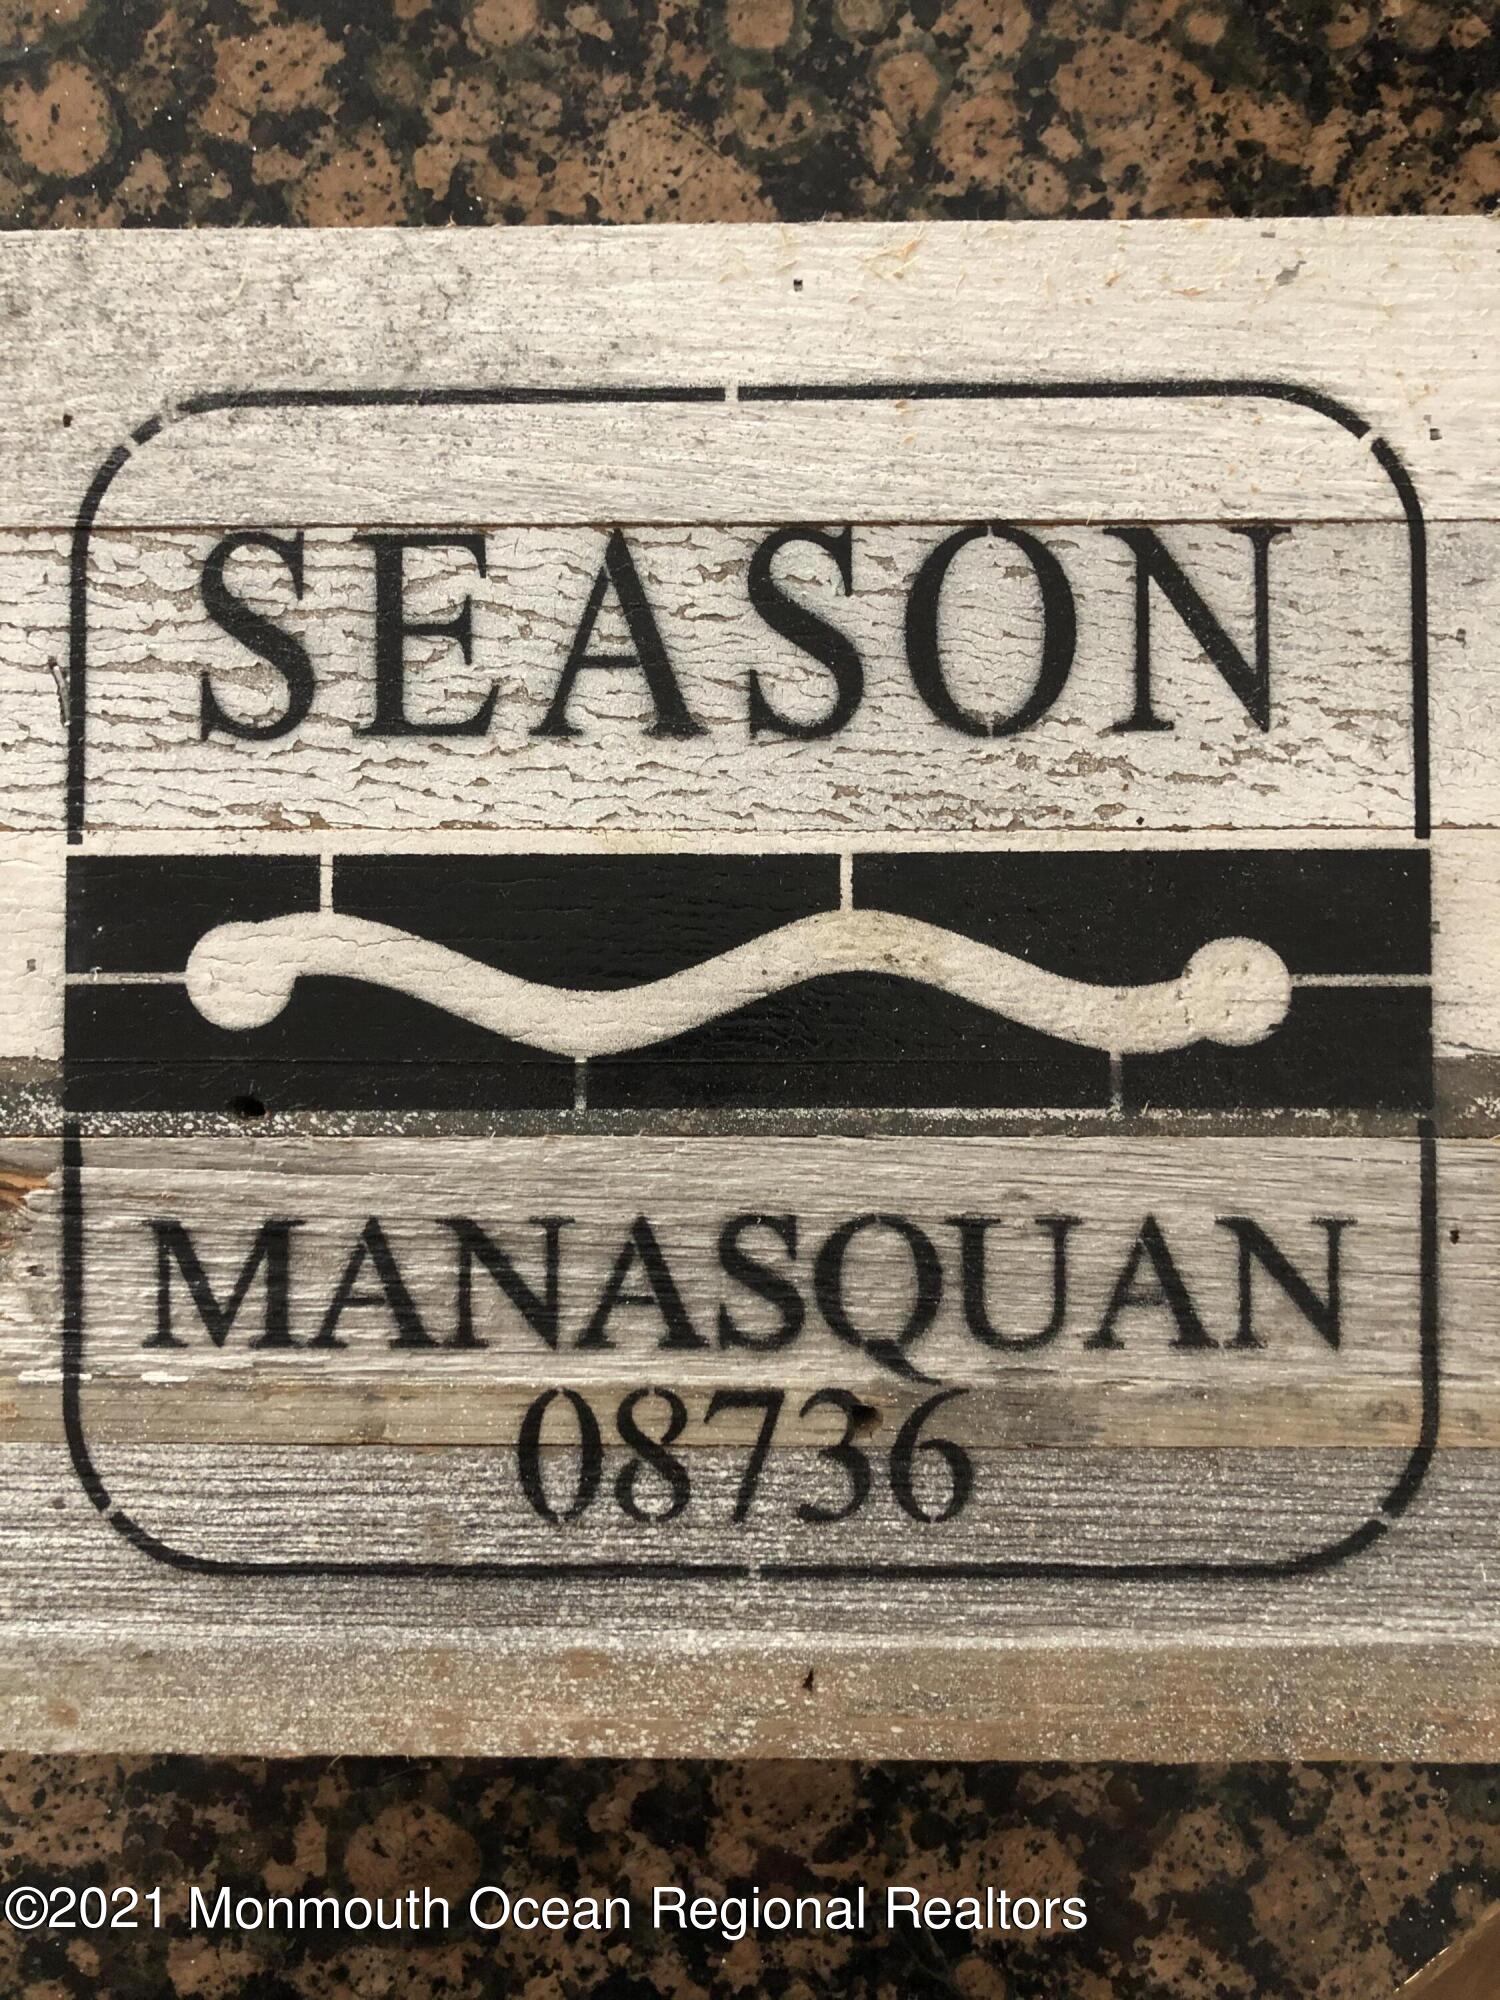 SEASON
MANASQUAN
08736
©2021 Monmouth Ocean Regional Realtors